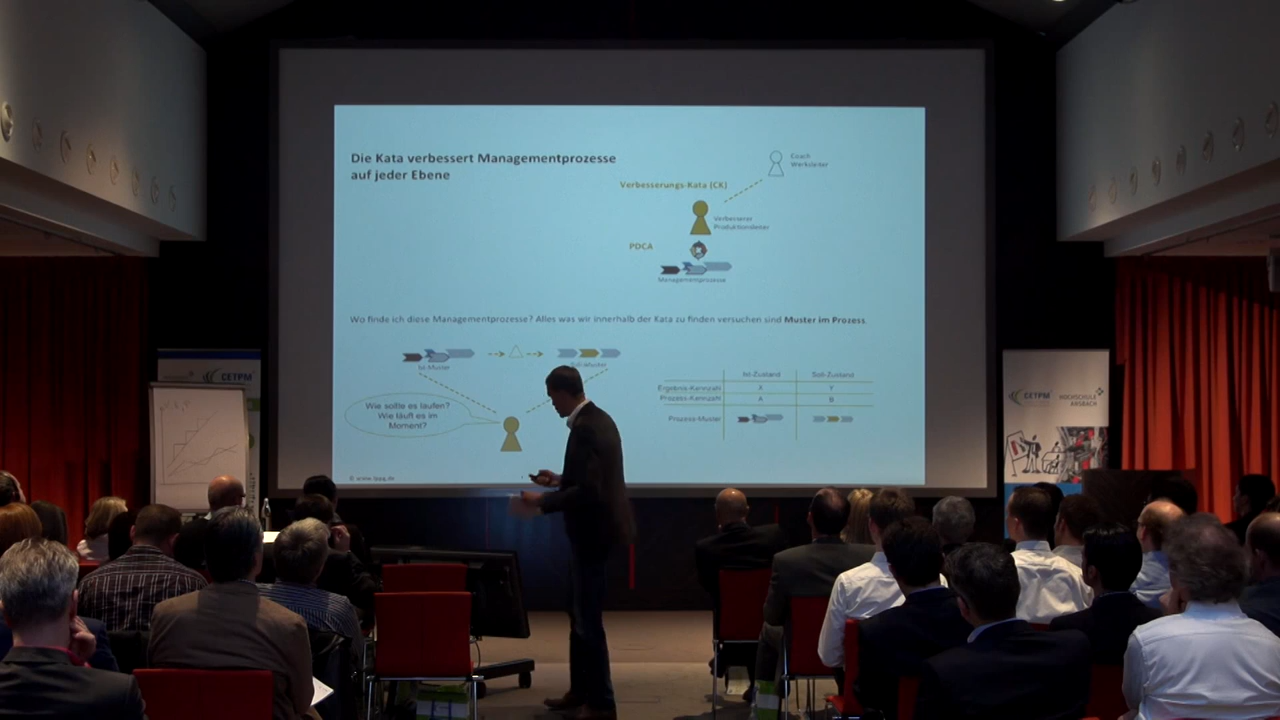 Die Kata verbessert Managementprozesse
auf jeder Ebene
Coach
Werksleiter
Verbesserungs-Kata (CK)
Verbesserer
Produktionsleiter
PDCA
Managementprozesse
Wo finde ich diese Managementprozesse? Alles was wir innerhalb der Kata zu finden versuchen sind Muster im Prozess.
Ist-Muster
Soll-Muster
Wie sollte es laufen?
Wie läuft es im
Moment?
Ist-Zustand Soll-Zustand
Ergebnis-Kennzahl X Y
Prozess-Kennzahl A B
Prozess-Muster
CETPM
CETPM
HOCHSCHULE
ANSBACH